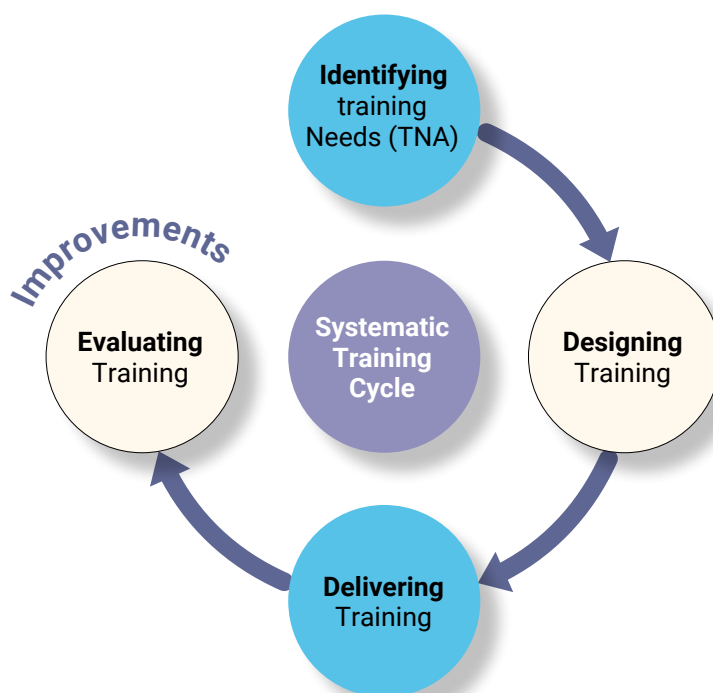 Identifying
training
Needs (TNA)
Improvements
Evaluating
Training
Systematic
Training
Cycle
Designing
Training
Delivering
Training